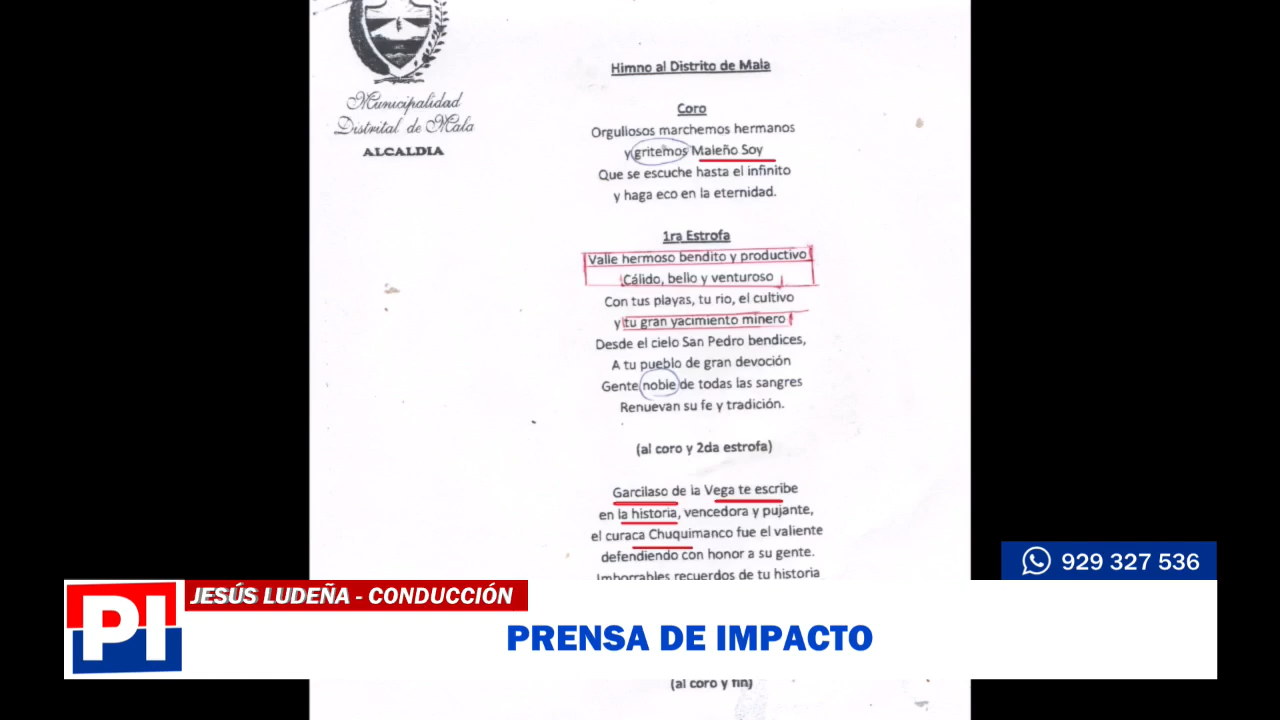 Municipalidad
Distrital de Mala
ALCALDIA
Himno al Distrito de Mala
Coro
Orgullosos marchemos hermanos
y gritemos Maleño Soy
Que se escuche hasta el infinito
y haga eco en la eternidad.
1ra Estrofa
Valle hermoso bendito y productivo
Cálido, bello y venturoso
Con tus playas, tu rio, el cultivo
y tu gran yacimiento minero
Desde el cielo San Pedro bendices,
A tu pueblo de gran devoción
Gente noble de todas las sangres
Renuevan su fe y tradición.
(al coro y 2da estrofa)
Garcilaso de la Vega te escribe
en la historia, vencedora y pujante,
el curaca Chuquimanco fue el valiente
defendiendo con honor a su gente.
Imborrables recuerdos de tu historia
929 327 536
JESÚS LUDEÑA - CONDUCCIÓN
PI
PRENSA DE IMPACTO
(al coro y fin)